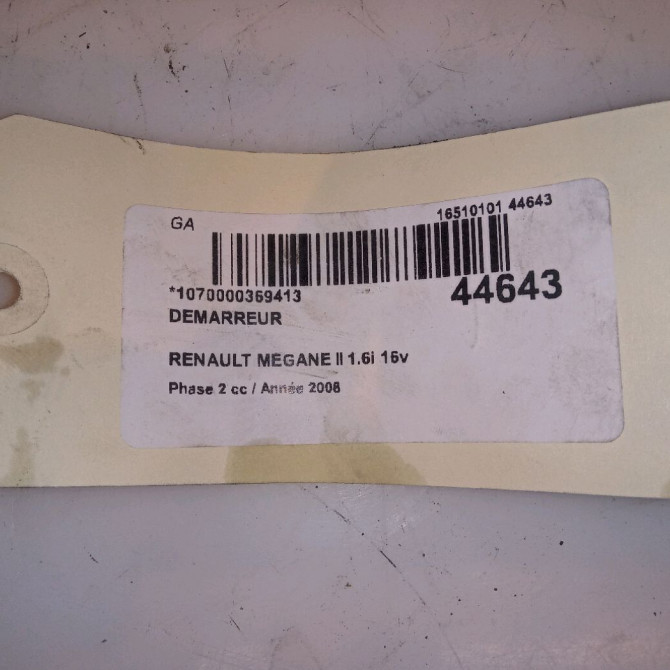 GA 16510101 44643
*1070000369413 44643
DEMARREUR
RENAULT MEGANE II 1.6i 16v
Phase 2 cc / Année 2008